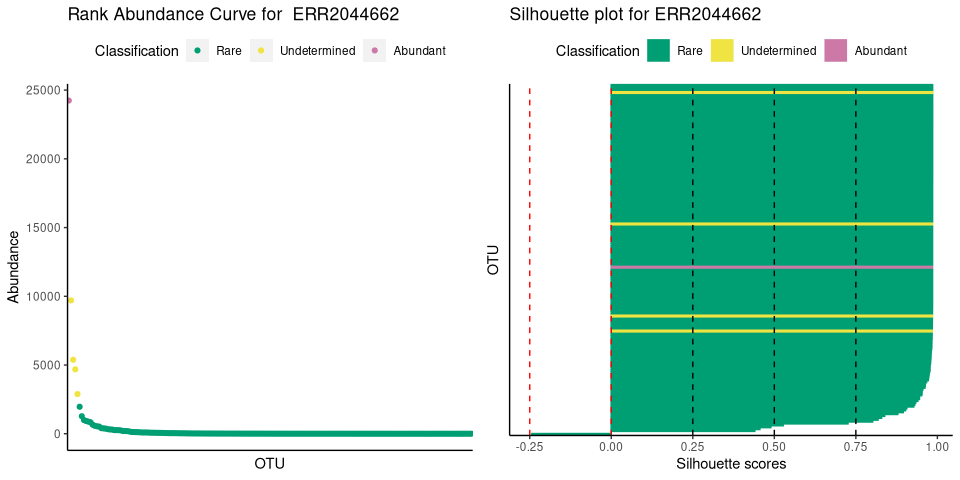 Rank Abundance Curve for  ERR2044662
Classification Rare Undetermined Abundant
Abundance
25000
20000
15000
10000
5000
0
OTU
Silhouette plot for ERR2044662
Classification Rare Undetermined Abundant
OTU
-0.25 0.00 0.25 0.50 0.75 1.00
Silhouette scores